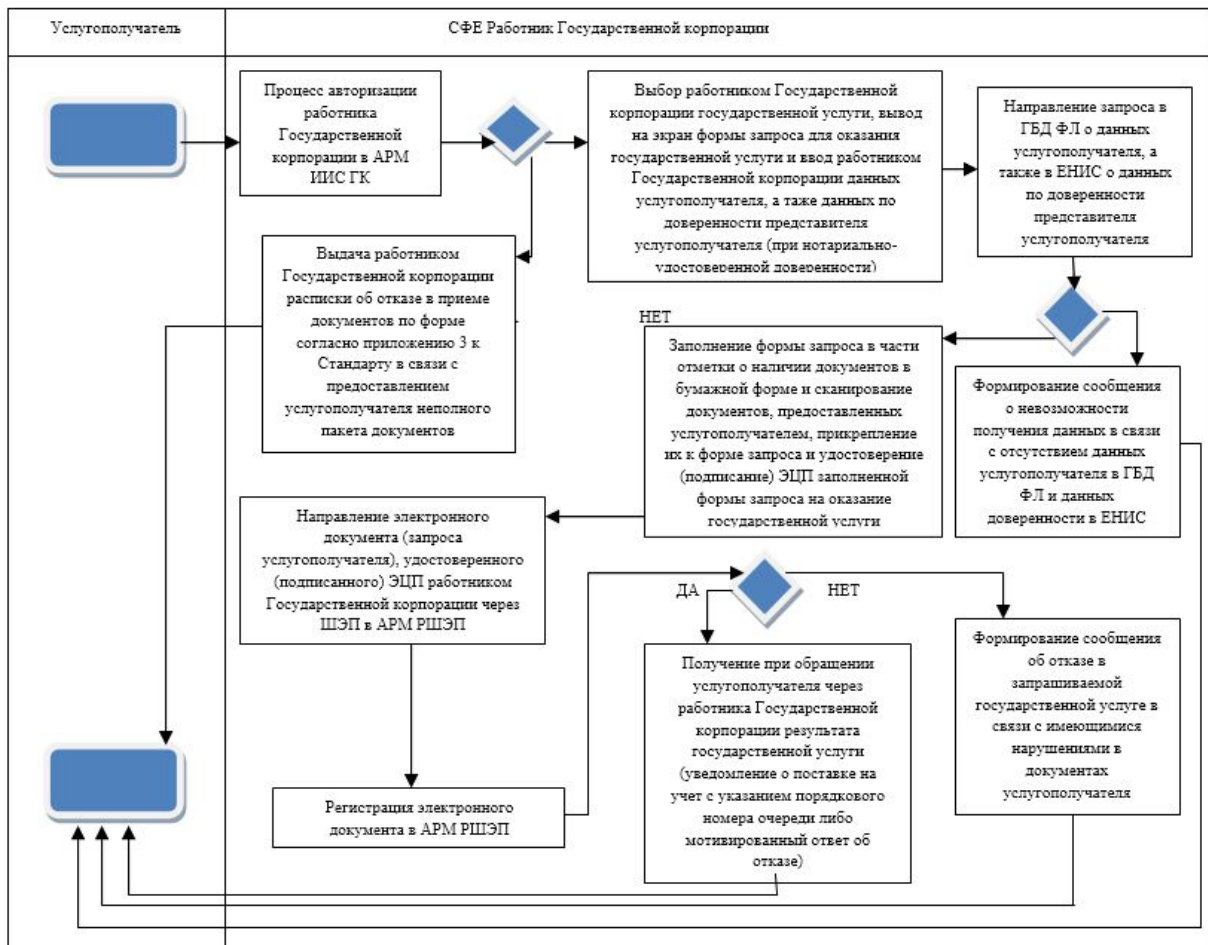 Услугополучатель
СФЕ Работник Государственной корпорации
Процесс авторизации
работника
Государственной
корпорации в АРМ
ИИС ГК
Выбор работником Государственной
корпорации государственной услуги, вывод
на экран формы запроса для оказания
государственной услуги и ввод работником
Государственной корпорации данных
услугополучателя, а таже данных по
доверенности представителя
услугополучателя (при нотариально-
удостоверенной доверенности)
Направление запроса в
ГБД ФЛ о данных
услугополучателя, а
также в ЕНИС о данных
по доверенности
представителя
услугополучателя
Выдача работником
Государственной корпорации
расписки об отказе в приеме
документов по форме
согласно приложению 3 к
Стандарту в связи с
предоставлением
услугополучателя неполного
пакета документов
НЕТ
Заполнение формы запроса в части
отметки о наличии документов в
бумажной форме и сканирование
документов, предоставленных
услугополучателем, прикрепление
их к форме запроса и удостоверение
(подписание) ЭЦП заполненной
формы запроса на оказание
государственной услуги
Формирование сообщения
о невозможности
получения данных в связи
с отсутствием данных
услугополучателя в ГБД
ФЛ и данных
доверенности в ЕНИС
Направление электронного
документа (запроса
услугополучателя), удостоверенного
(подписанного) ЭЦП работником
Государственной корпорации через
ШЭП в АРМ РШЭП
ДА
НЕТ
Получение при обращении
услугополучателя через
работника Государственной
корпорации результата
государственной услуги
(уведомление о поставке на
учет с указанием порядкового
номера очереди либо
мотивированный ответ об
отказе)
Формирование сообщения
об отказе в
запрашиваемой
государственной услуге в
связи с имеющимися
нарушениями в
документах
услугополучателя
Регистрация электронного
документа в АРМ РШЭП